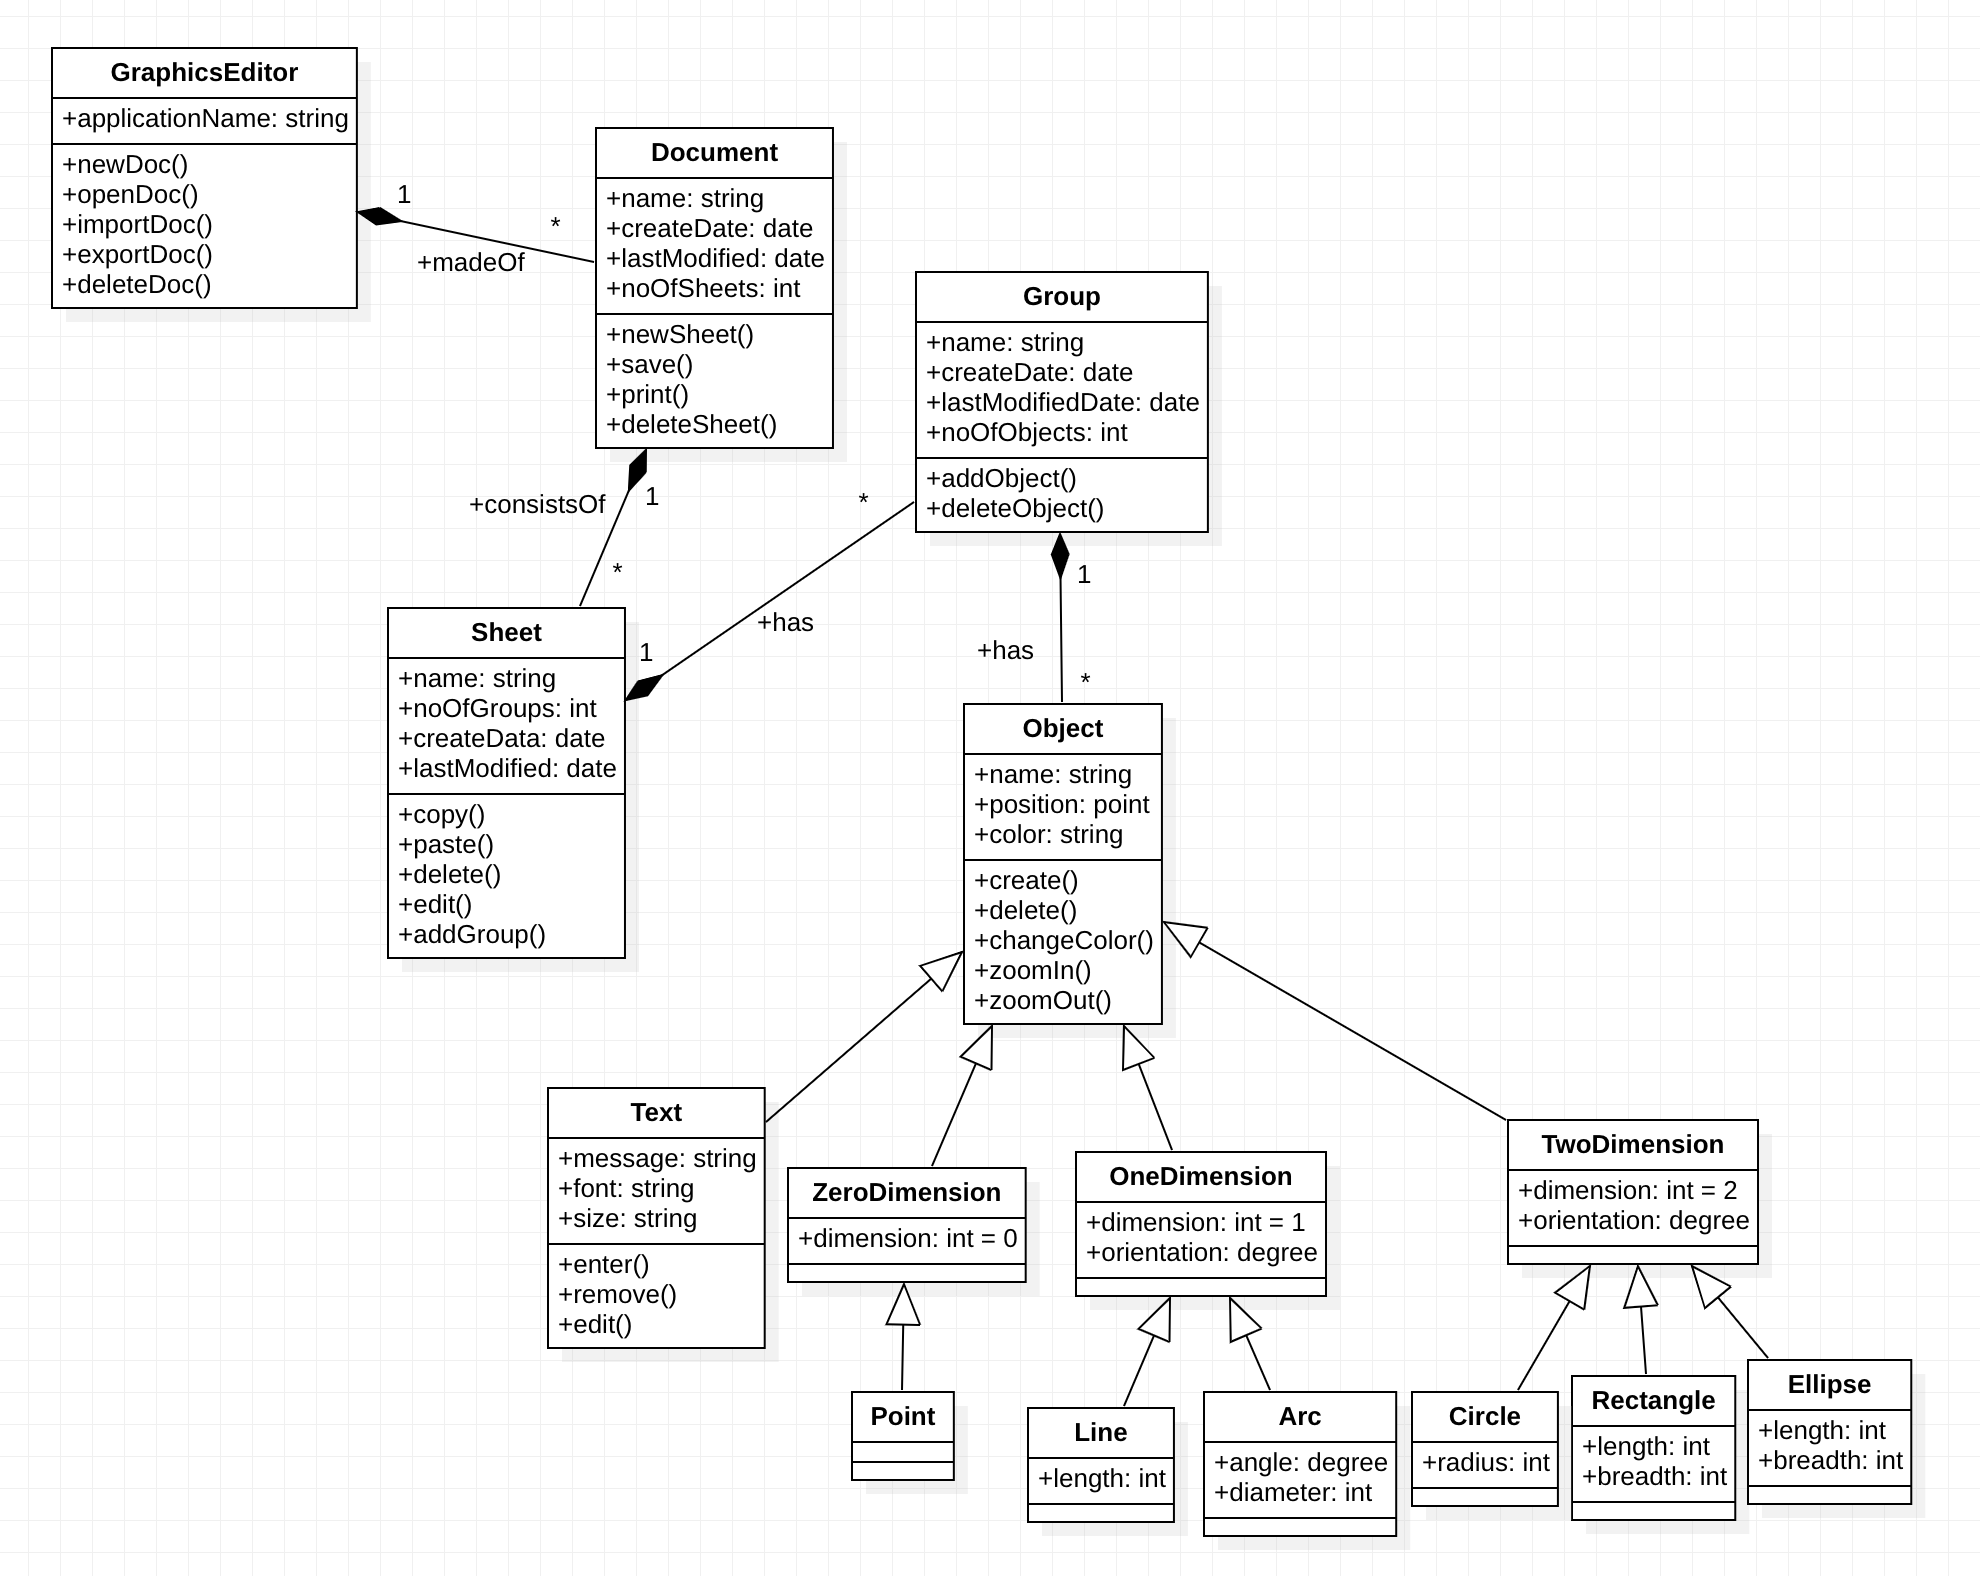 GraphicsEditor
+applicationName: string
+newDoc()
+openDoc()
+importDoc()
+exportDoc()
+deleteDoc()
1
*
+madeOf
Document
+name: string
+createDate: date
+lastModified: date
+noOfSheets: int
+newSheet()
+save()
+print()
+deleteSheet()
Group
+name: string
+createDate: date
+lastModifiedDate: date
+noOfObjects: int
+addObject()
+deleteObject()
+consistsOf
1
*
*
+has
1
1
+has
*
Sheet
+name: string
+noOfGroups: int
+createData: date
+lastModified: date
+copy()
+paste()
+delete()
+edit()
+addGroup()
Object
+name: string
+position: point
+color: string
+create()
+delete()
+changeColor()
+zoomIn()
+zoomOut()
Text
+message: string
+font: string
+size: string
+enter()
+remove()
+edit()
ZeroDimension
+dimension: int = 0
OneDimension
+dimension: int = 1
+orientation: degree
TwoDimension
+dimension: int = 2
+orientation: degree
Point
Line
+length: int
Arc
+angle: degree
+diameter: int
Circle
+radius: int
Rectangle
+length: int
+breadth: int
Ellipse
+length: int
+breadth: int